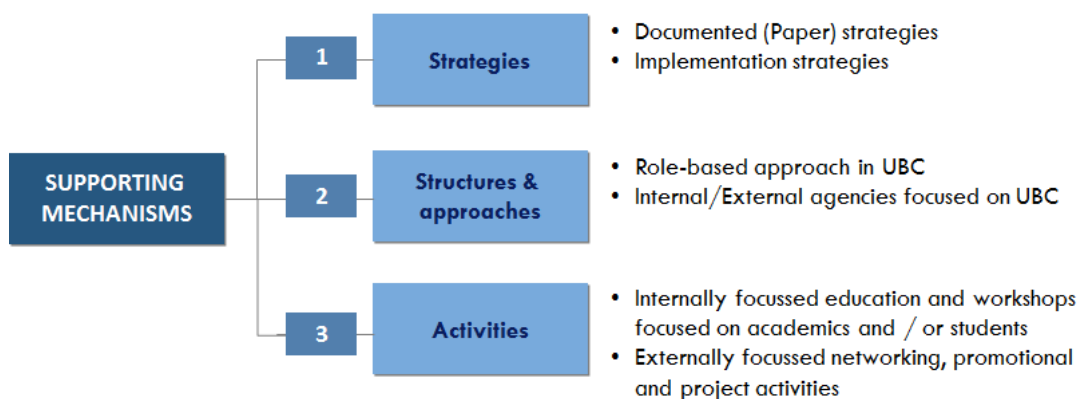 SUPPORTING
MECHANISMS
1
Strategies
• Documented (Paper) strategies
• Implementation strategies
2
Structures &
approaches
• Role-based approach in UBC
• Internal/External agencies focused on UBC
3
Activities
• Internally focussed education and workshops
focused on academics and / or students
• Externally focussed networking, promotional
and project activities